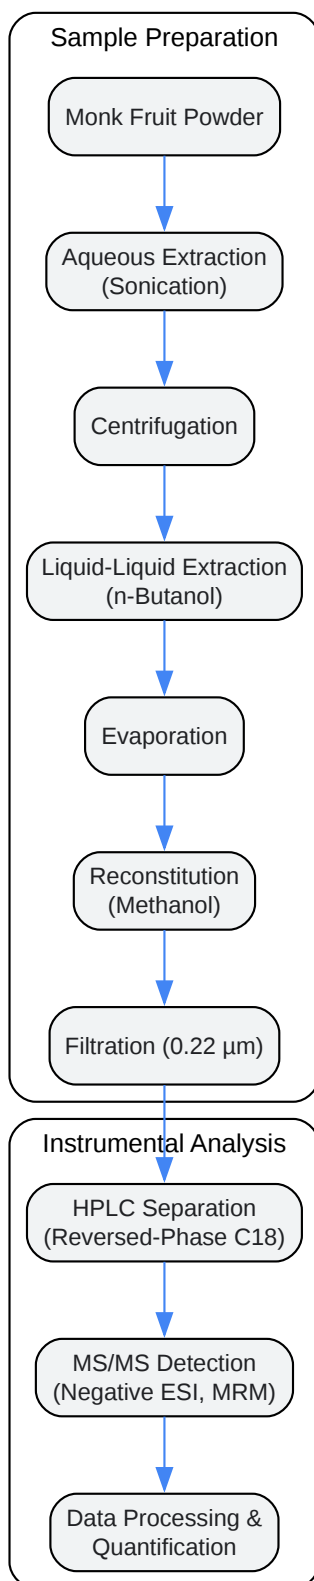 Sample Preparation
Monk Fruit Powder
Aqueous Extraction
(Sonication)
Centrifugation
Liquid-Liquid Extraction
(n-Butanol)
Evaporation
Reconstitution
(Methanol)
Filtration (0.22 µm)
Instrumental Analysis
HPLC Separation
(Reversed-Phase C18)
MS/MS Detection
(Negative ESI, MRM)
Data Processing &
Quantification